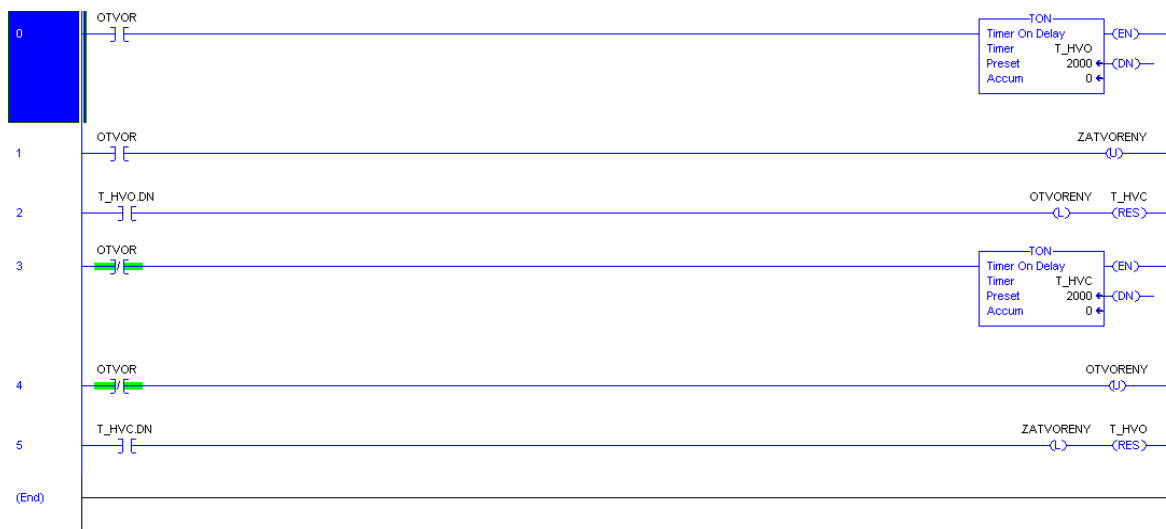 OTVOR
0
TON
Timer On Delay
Timer T_HVO
Preset 2000
Accum 0
(EN)
(DN)
OTVOR
1
ZATVORENY
(U)
T_HVO.DN
2
OTVORENY
(L)
T_HVC
(RES)
OTVOR
3
TON
Timer On Delay
Timer T_HVC
Preset 2000
Accum 0
(EN)
(DN)
OTVOR
4
OTVORENY
(U)
T_HVC.DN
5
ZATVORENY
(L)
T_HVO
(RES)
(End)